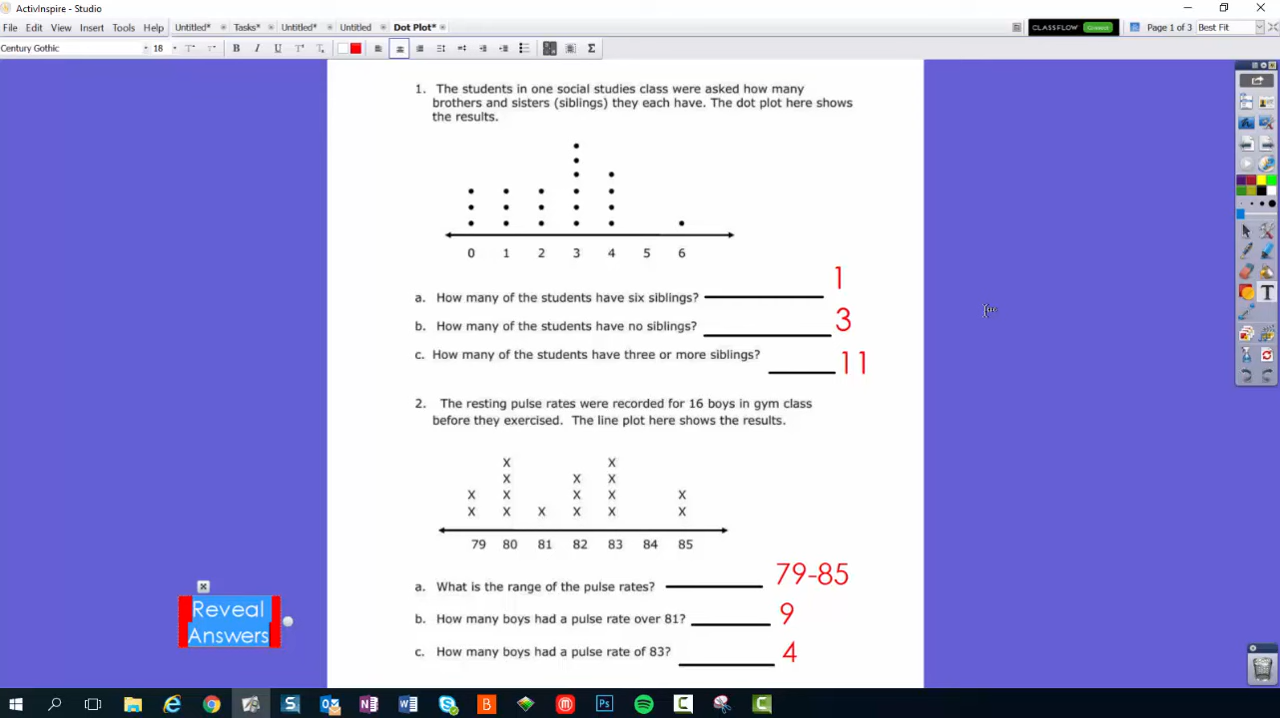 ActivInspire - Studio
File Edit View Insert Tools Help Untitled* Tasks* Untitled* Untitled Dot Plot* CLASSFLOW Connect Page 1 of 3 Best Fit
Century Gothic 18 B I U Σ
1. The students in one social studies class were asked how many
brothers and sisters (siblings) they each have. The dot plot here shows
the results.
0 1 2 3 4 5 6
a. How many of the students have six siblings? 1
b. How many of the students have no siblings? 3
c. How many of the students have three or more siblings? 11
2. The resting pulse rates were recorded for 16 boys in gym class
before they exercised. The line plot here shows the results.
X X
X X X
X X X X X
X X X X X X
79 80 81 82 83 84 85
a. What is the range of the pulse rates? 79-85
b. How many boys had a pulse rate over 81? 9
c. How many boys had a pulse rate of 83? 4
Reveal
Answers